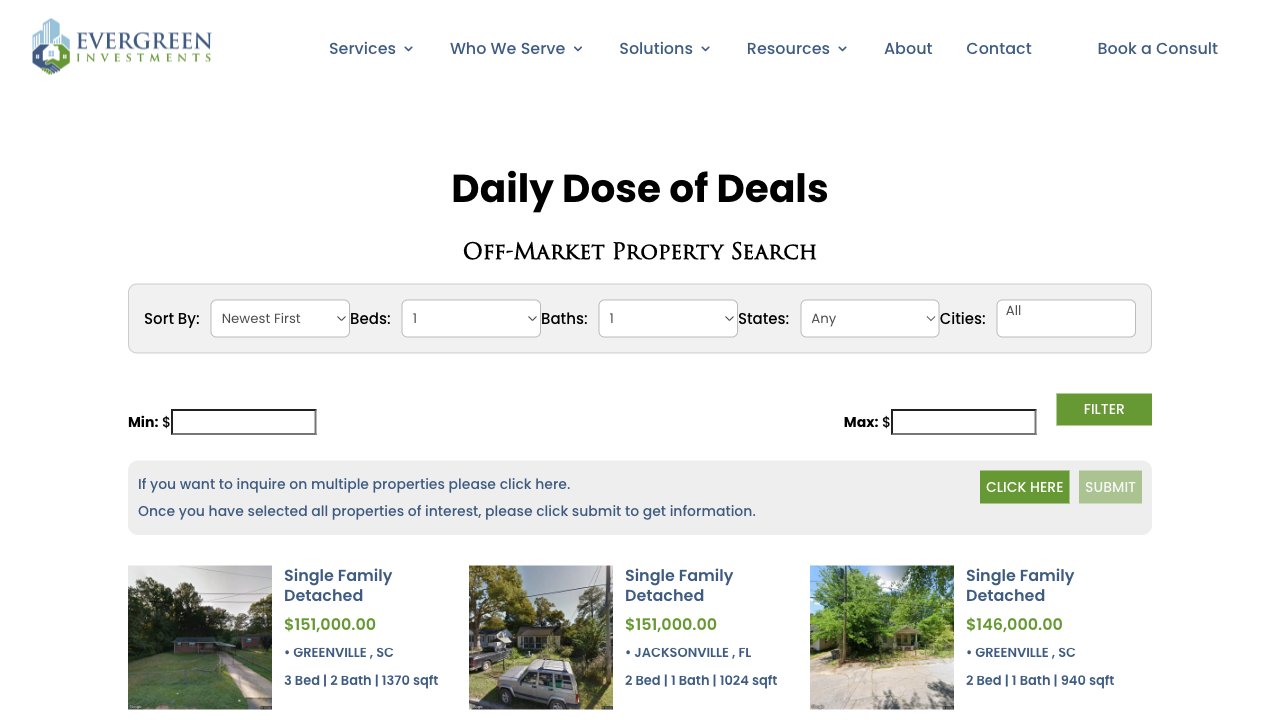 EVERGREEN
INVESTMENTS
Services
Who We Serve
Solutions
Resources
About
Contact
Book a Consult
Daily Dose of Deals
Off-Market Property Search
Sort By: Newest First Beds: 1 Baths: 1 States: Any Cities: All
Min: $ Max: $ FILTER
If you want to inquire on multiple properties please click here.
Once you have selected all properties of interest, please click submit to get information.
CLICK HERE SUBMIT
Single Family
Detached
$151,000.00
• GREENVILLE , SC
3 Bed | 2 Bath | 1370 sqft
Single Family
Detached
$151,000.00
• JACKSONVILLE , FL
2 Bed | 1 Bath | 1024 sqft
Single Family
Detached
$146,000.00
• GREENVILLE , SC
2 Bed | 1 Bath | 940 sqft